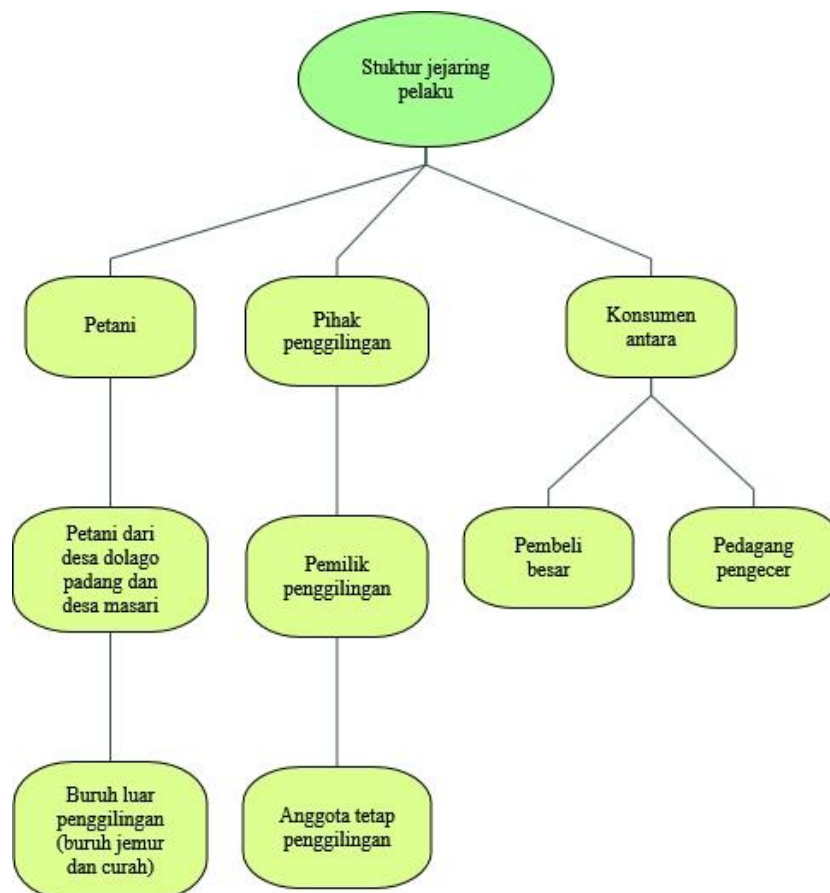 Stuktur jejaring
pelaku
Petani
Pihak
penggilingan
Konsumen
antara
Petani dari
desa dolago
padang dan
desa masari
Pemilik
penggilingan
Pembeli
besar
Pedagang
pengecer
Buruh luar
penggilingan
(buruh jemur
dan curah)
Anggota tetap
penggilingan